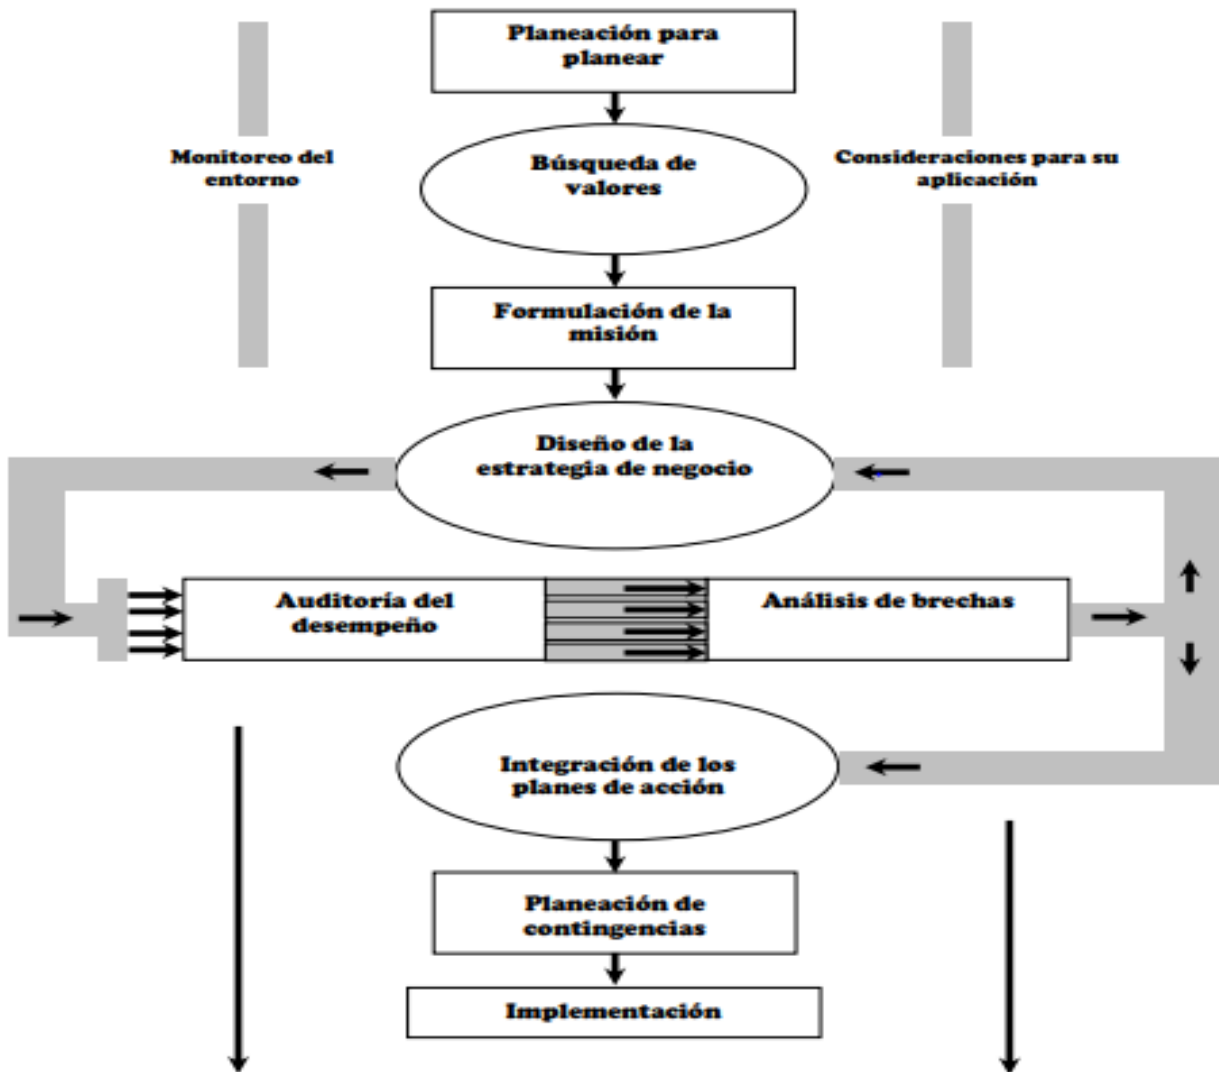 Planeación para
planear
Monitoreo del
entorno
Búsqueda de
valores
Consideraciones para su
aplicación
Formulación de la
misión
Diseño de la
estrategia de negocio
Auditoría del
desempeño
Análisis de brechas
Integración de los
planes de acción
Planeación de
contingencias
Implementación